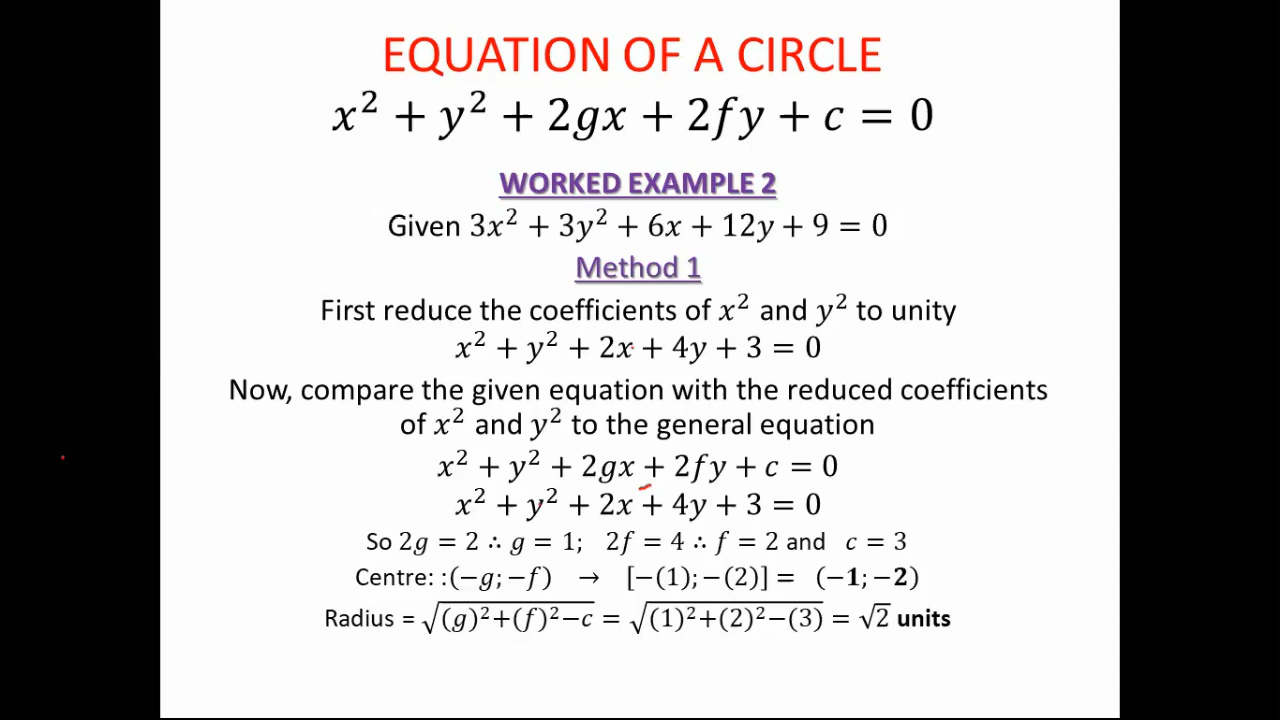 EQUATION OF A CIRCLE
x² + y² + 2gx + 2fy + c = 0
WORKED EXAMPLE 2
Given 3x² + 3y² + 6x + 12y + 9 = 0
Method 1
First reduce the coefficients of x² and y² to unity
x² + y² + 2x + 4y + 3 = 0
Now, compare the given equation with the reduced coefficients
of x² and y² to the general equation
x² + y² + 2gx + 2fy + c = 0
x² + y² + 2x + 4y + 3 = 0
So 2g = 2 ∴ g = 1; 2f = 4 ∴ f = 2 and c = 3
Centre: :(−g; −f) → [−(1); −(2)] = (−1; −2)
Radius = √((g)²+(f)²−c) = √((1)²+(2)²−(3)) = √2 units